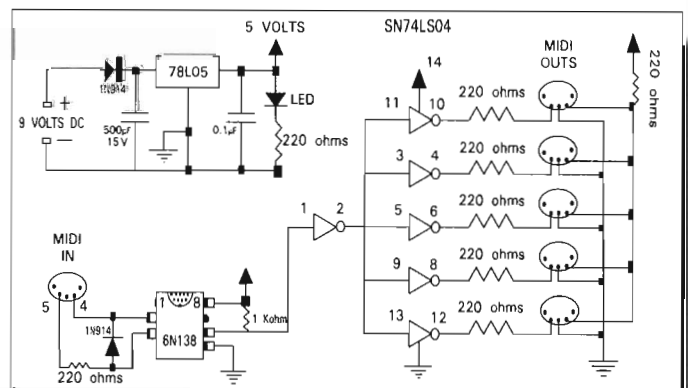 5 VOLTS
SN74LS04
MIDI
OUTS
14
220 ohms
1N914
78L05
LED
+
9 VOLTS DC
−
500µF
15V
0.1µF
220 ohms
11
10
220 ohms
3
4
220 ohms
1
2
5
6
220 ohms
9
8
220 ohms
13
12
220 ohms
MIDI
IN
5
4
1N914
1
8
6N138
1 Kohm
220 ohms